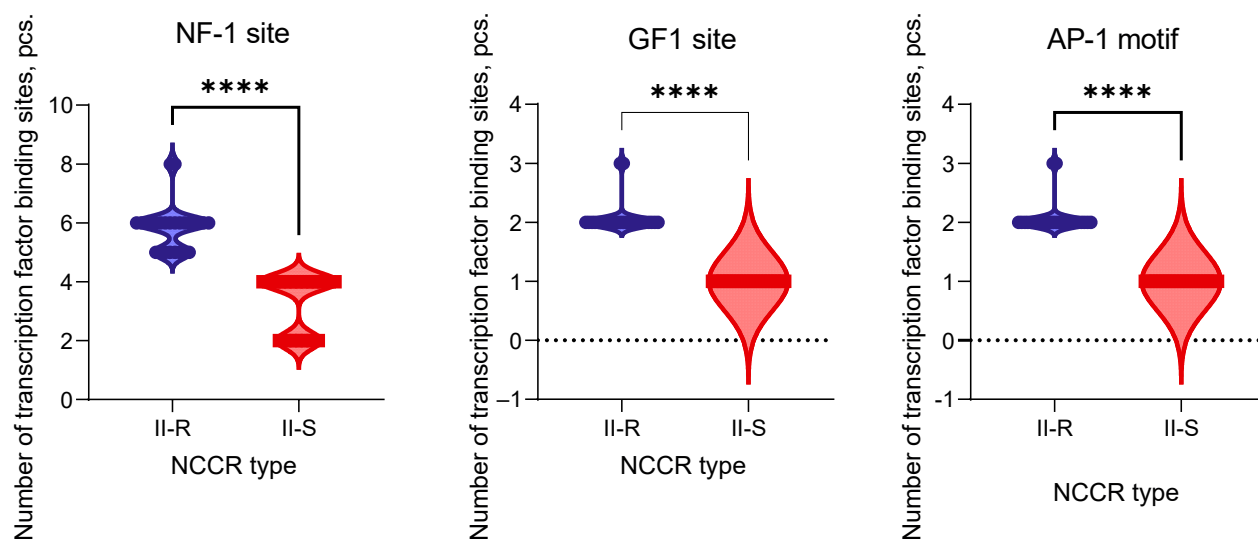 NF-1 site
Number of transcription factor binding sites, pcs.
****
10
8
6
4
2
0
II-R
II-S
NCCR type
GF1 site
Number of transcription factor binding sites, pcs.
****
4
3
2
1
0
–1
II-R
II-S
NCCR type
AP-1 motif
Number of transcription factor binding sites, pcs.
****
4
3
2
1
0
-1
II-R
II-S
NCCR type